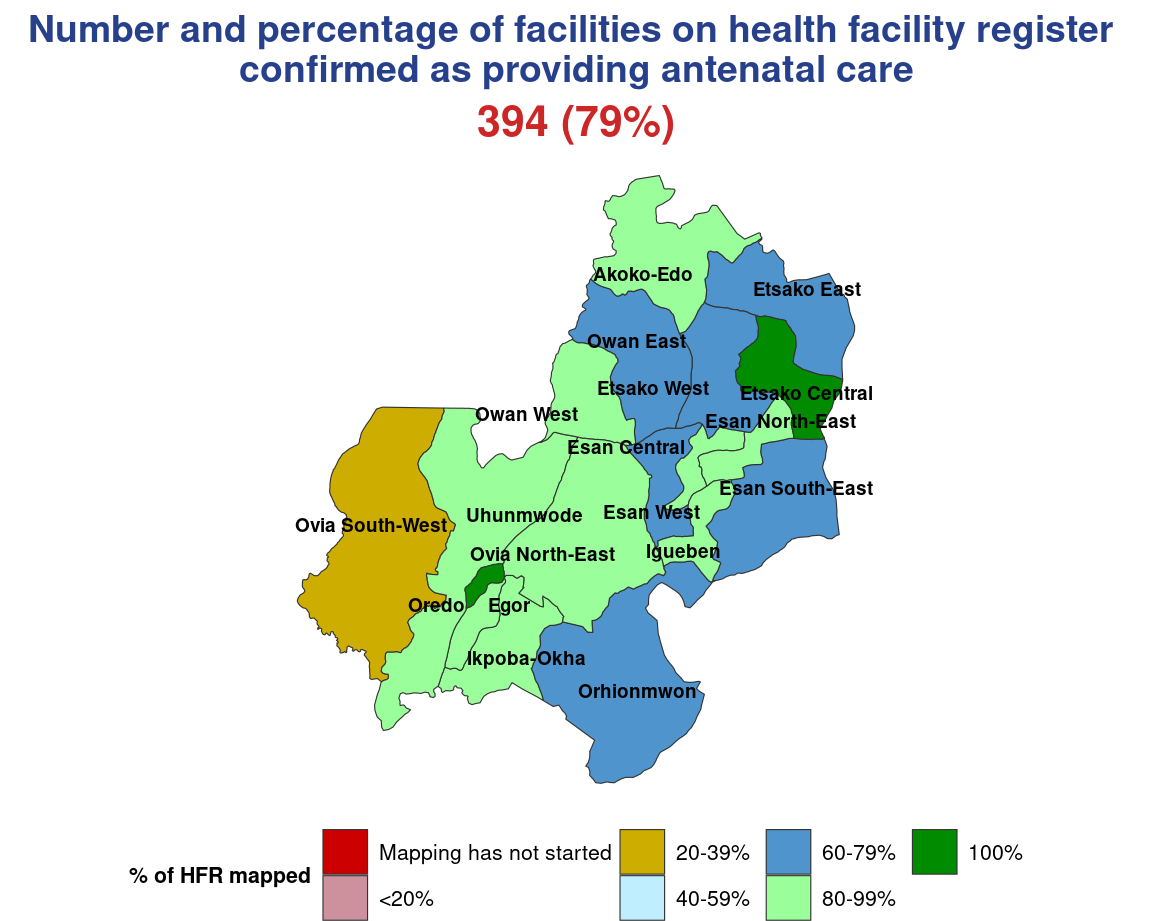 Number and percentage of facilities on health facility register
confirmed as providing antenatal care
394 (79%)
Akoko-Edo
Etsako East
Owan East
Etsako West
Etsako Central
Owan West
Esan North-East
Esan Central
Esan South-East
Esan West
Uhunmwode
Ovia South-West
Ovia North-East
Igueben
Oredo
Egor
Ikpoba-Okha
Orhionmwon
% of HFR mapped
Mapping has not started
<20%
20-39%
40-59%
60-79%
80-99%
100%